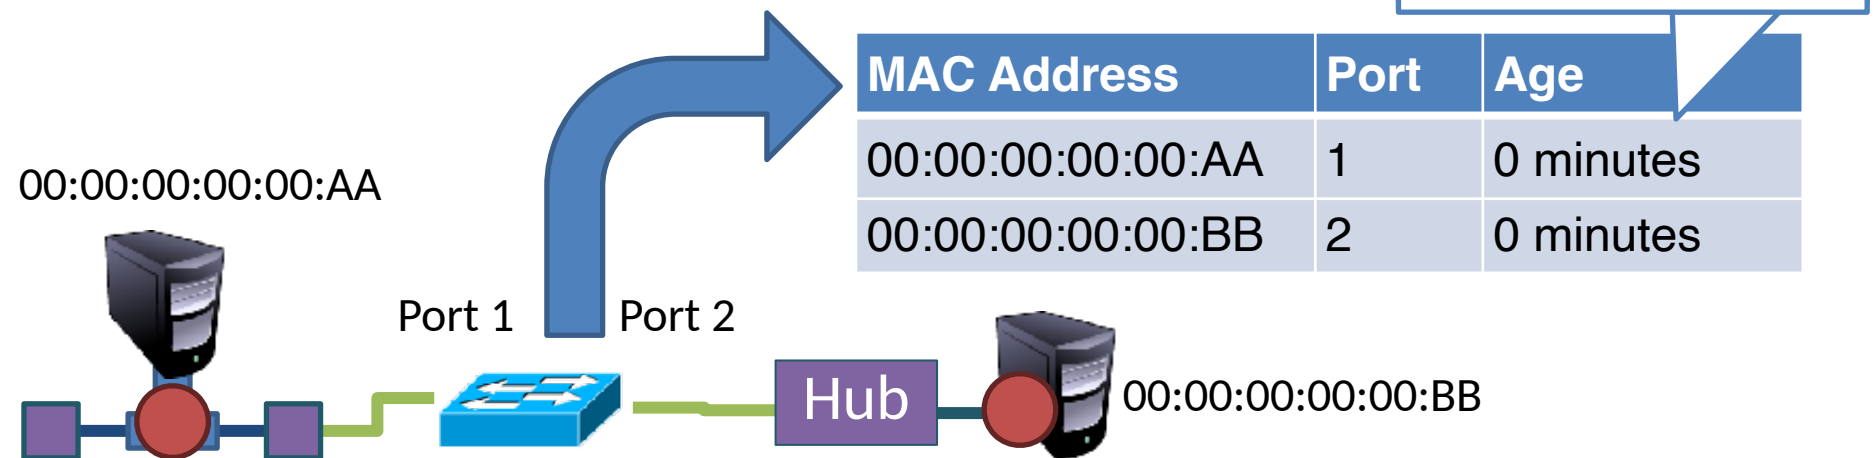 MAC Address Port Age
00:00:00:00:00:AA 1 0 minutes
00:00:00:00:00:BB 2 0 minutes
00:00:00:00:00:AA
Port 1 Port 2
Hub
00:00:00:00:00:BB